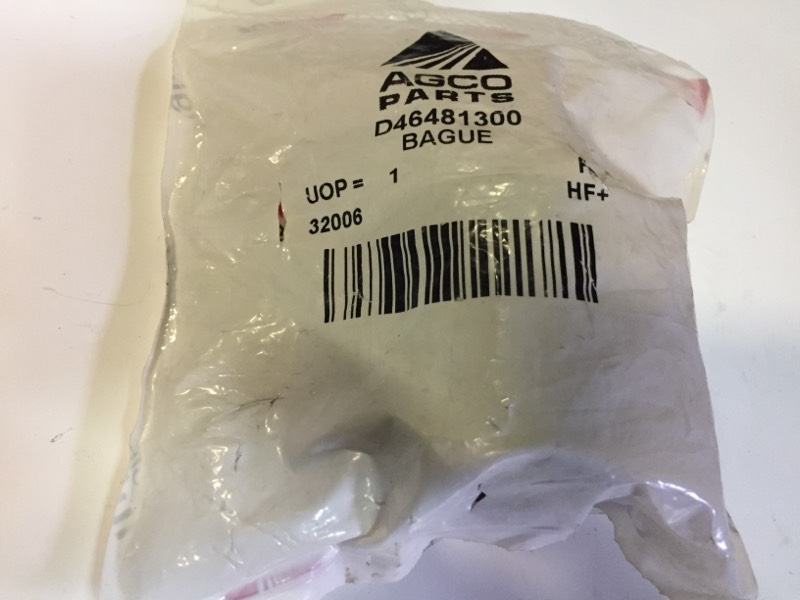 AGCO
PARTS
D46481300
BAGUE
UOP = 1
HF+
32006